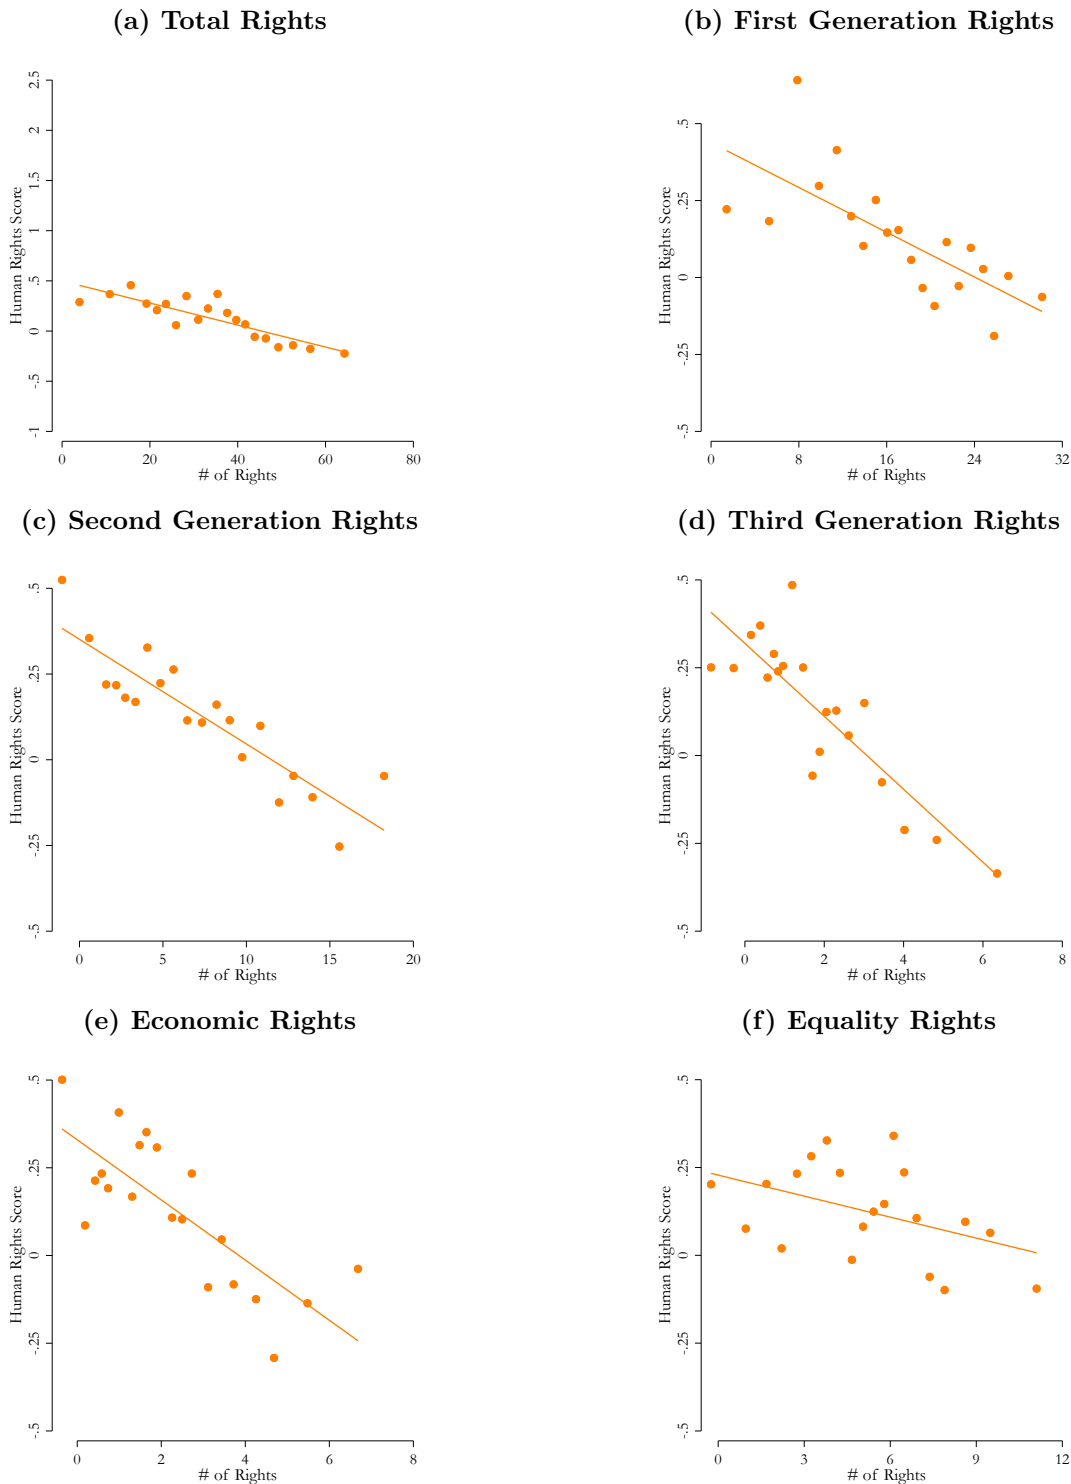 (a) Total Rights
Human Rights Score
2.5
2
1.5
1
.5
0
-.5
-1
0 20 40 60 80
# of Rights
(b) First Generation Rights
Human Rights Score
.5
.25
0
-.25
-.5
0 8 16 24 32
# of Rights
(c) Second Generation Rights
Human Rights Score
.5
.25
0
-.25
-.5
0 5 10 15 20
# of Rights
(d) Third Generation Rights
Human Rights Score
.5
.25
0
-.25
-.5
0 2 4 6 8
# of Rights
(e) Economic Rights
Human Rights Score
.5
.25
0
-.25
-.5
0 2 4 6 8
# of Rights
(f) Equality Rights
Human Rights Score
.5
.25
0
-.25
-.5
0 3 6 9 12
# of Rights